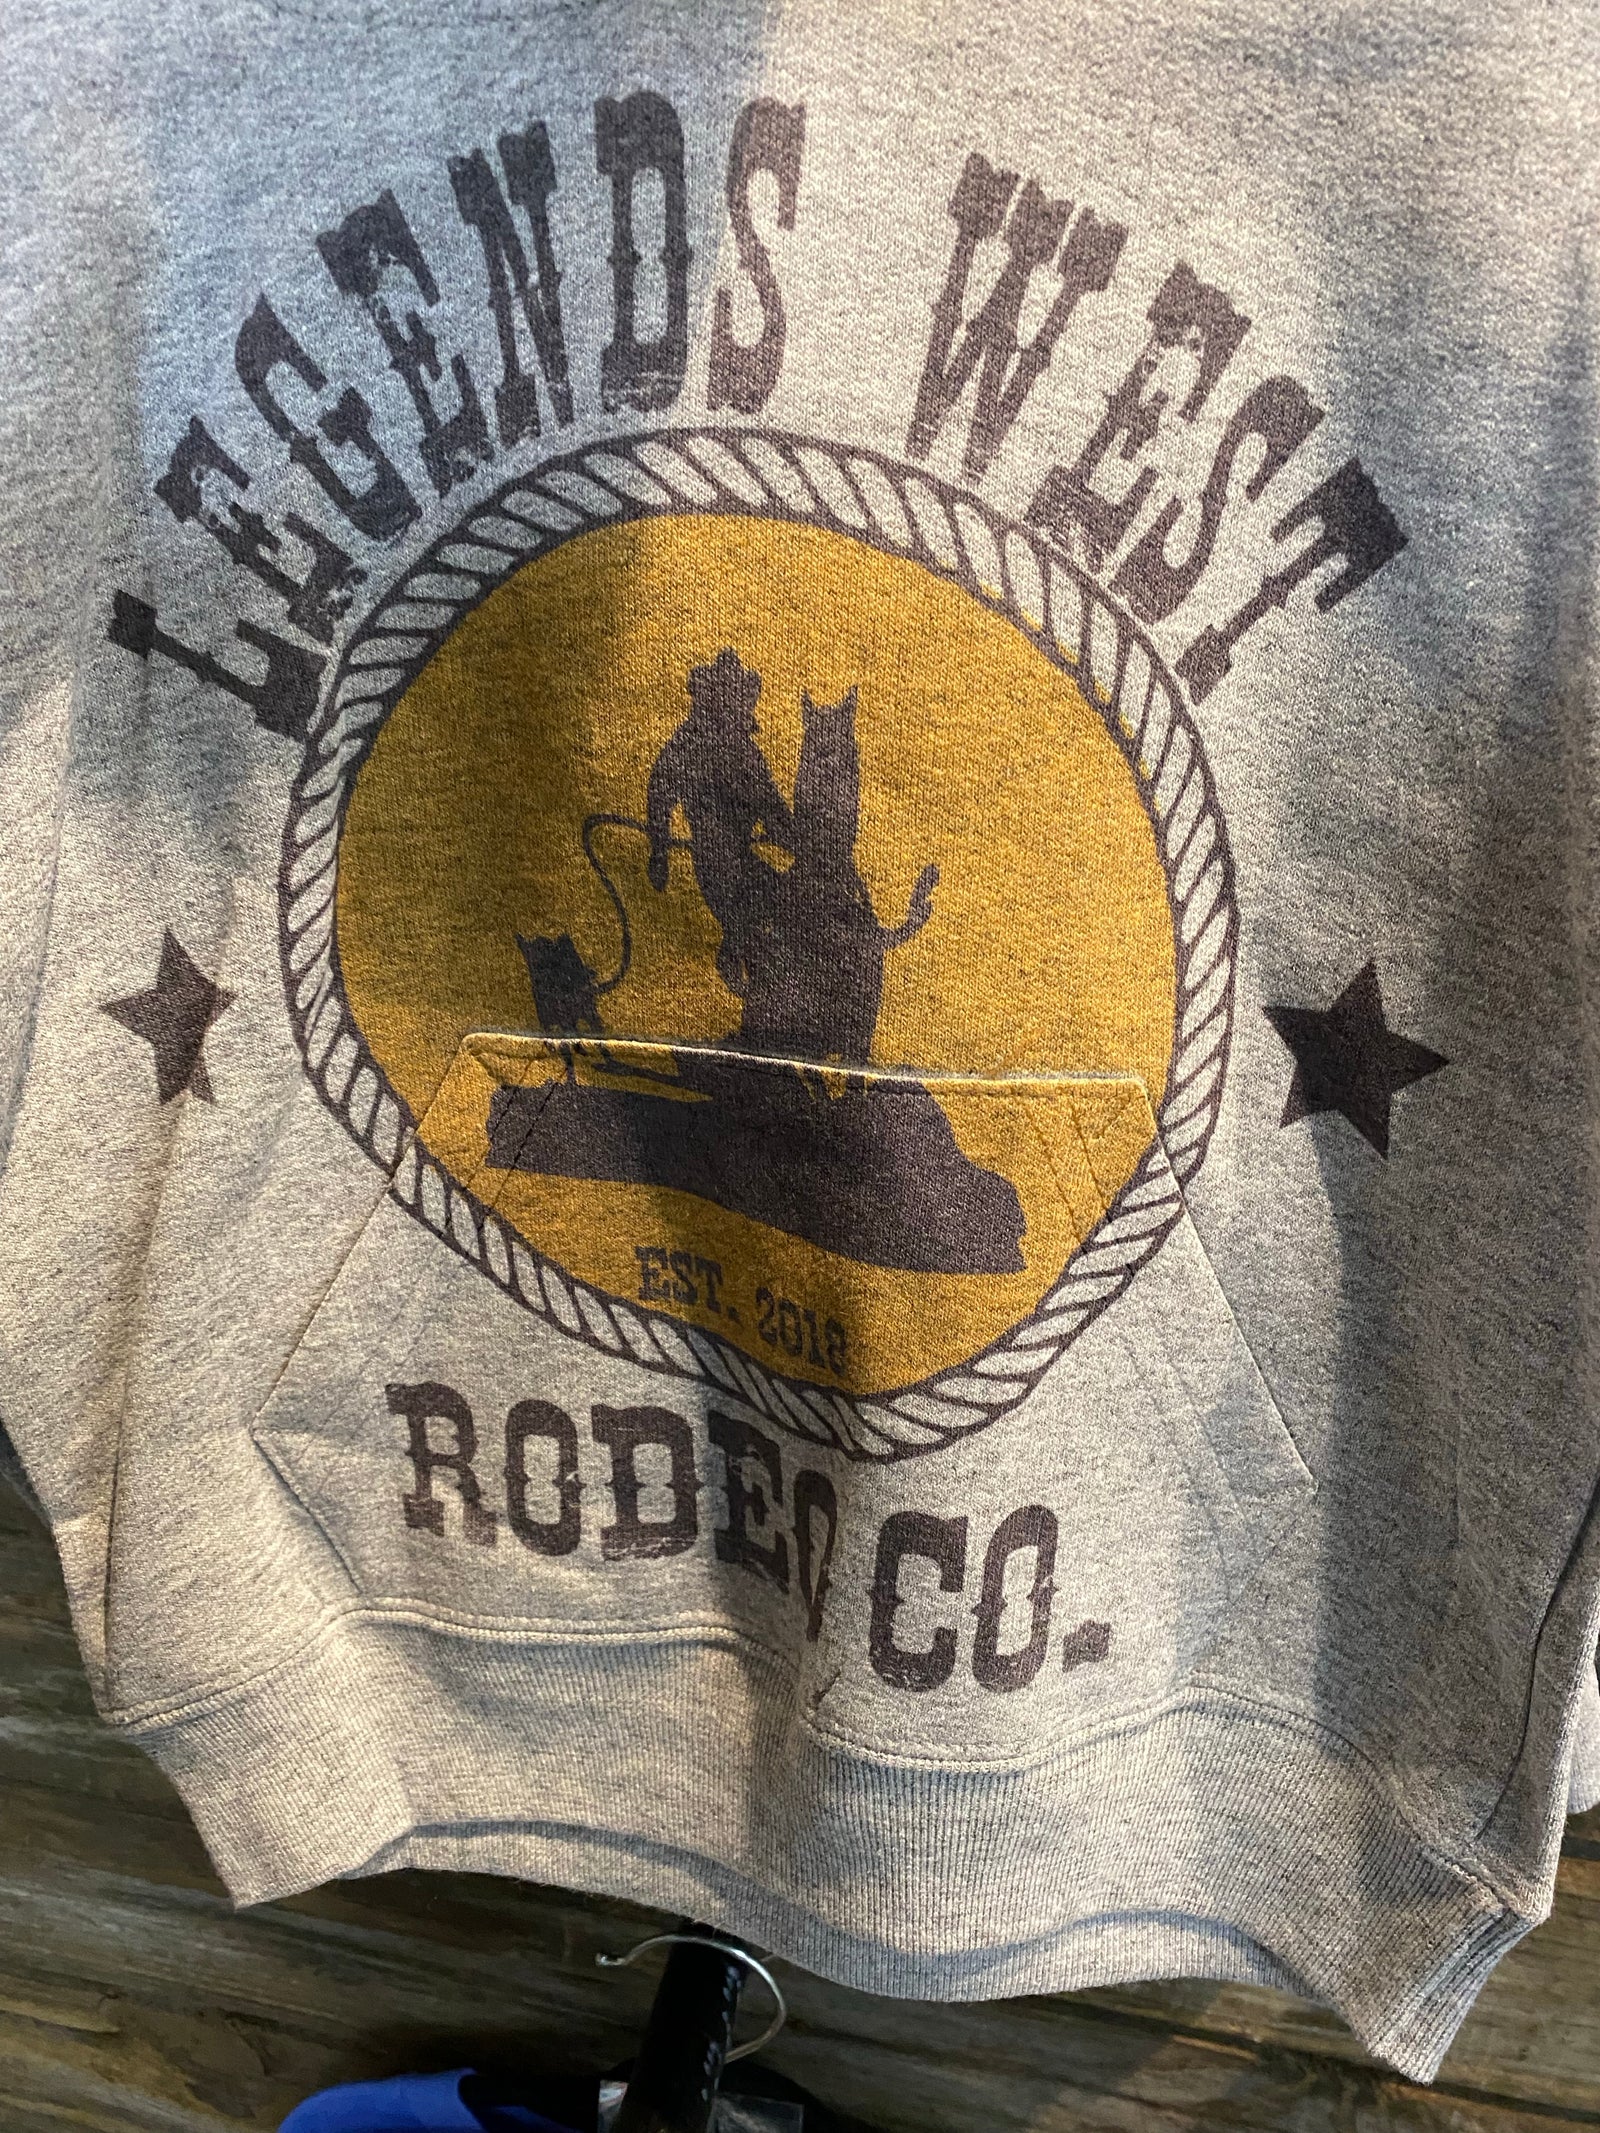 LEGENDS WEST
EST. 2018
RODEO CO.